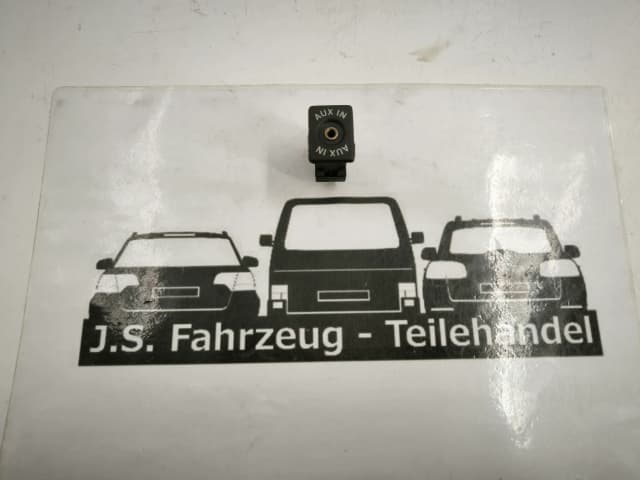 AUX IN
AUX IN
J.S. Fahrzeug - Teilehandel